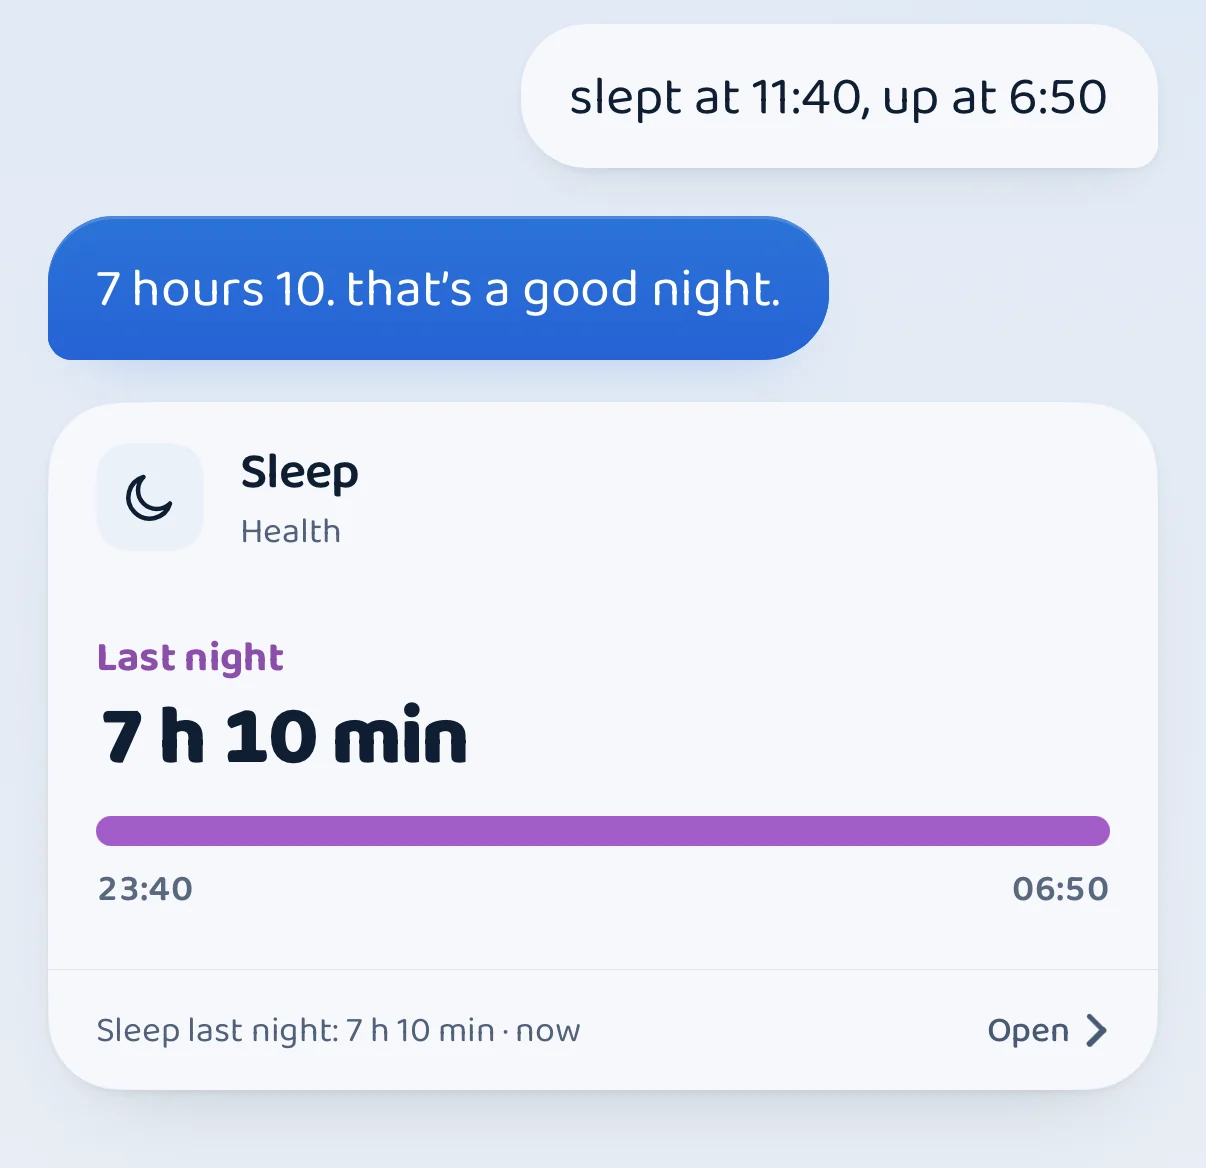 slept at 11:40, up at 6:50
7 hours 10. that's a good night.
Sleep
Health
Last night
7 h 10 min
23:40 06:50
Sleep last night: 7 h 10 min · now Open